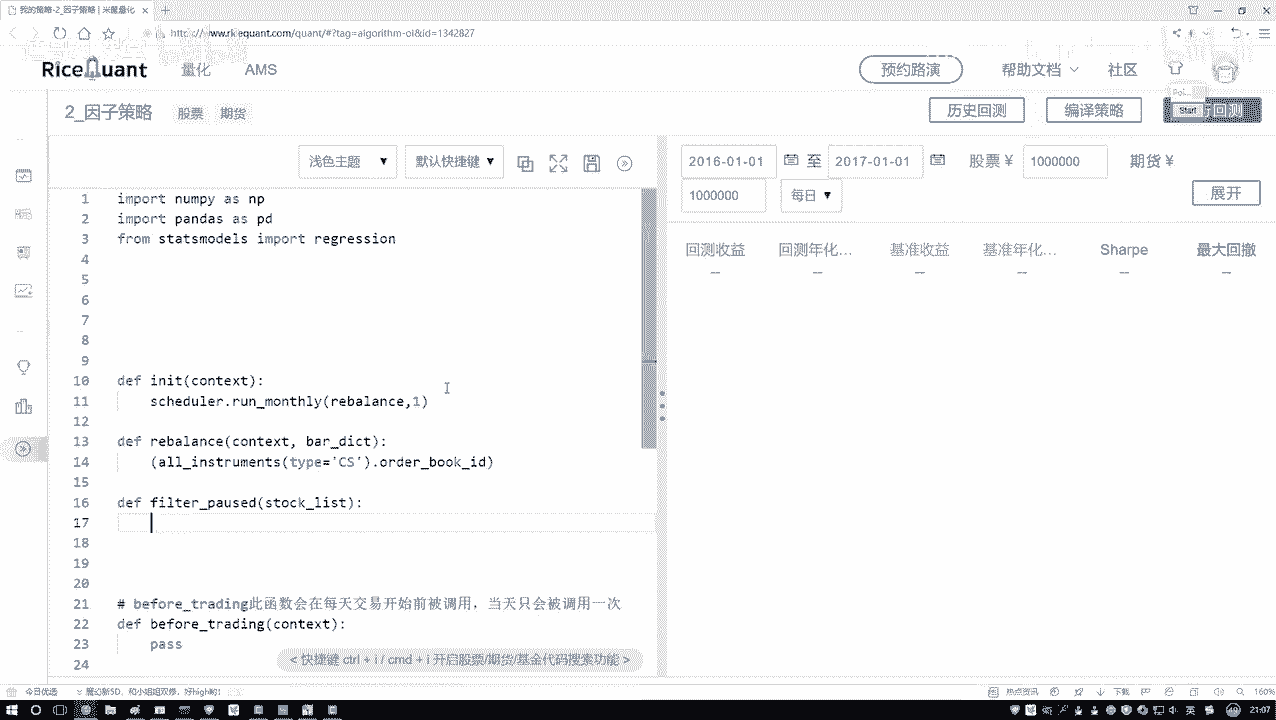 我的策略-2_因子策略 | 米筐量化
http://www.ricequant.com/quant/#?tag=algorithm-oi&id=1342827
RiceQuant 量化 AMS 预约路演 帮助文档 社区
2_因子策略 股票 期货 历史回测 编译策略 回测
Start
浅色主题 默认快捷键
2016-01-01 至 2017-01-01 股票 ¥ 1000000 期货 ¥
1000000 每日 展开
回测收益 回测年化... 基准收益 基准年化... Sharpe 最大回撤
-- -- -- -- -- --
1 import numpy as np
2 import pandas as pd
3 from statsmodels import regression
4
5
6
7
8
9
10 def init(context):
11 scheduler.run_monthly(rebalance,1)
12
13 def rebalance(context, bar_dict):
14 (all_instruments(type='CS').order_book_id)
15
16 def filter_paused(stock_list):
17
18
19
20
21 # before_trading此函数会在每天交易开始前被调用，当天只会被调用一次
22 def before_trading(context):
23 pass
24
< 快捷键 ctrl + i / cmd + i 开启股票/期货/基金代码搜索功能 >
今日优选 热点资讯 下载 160%
21:07